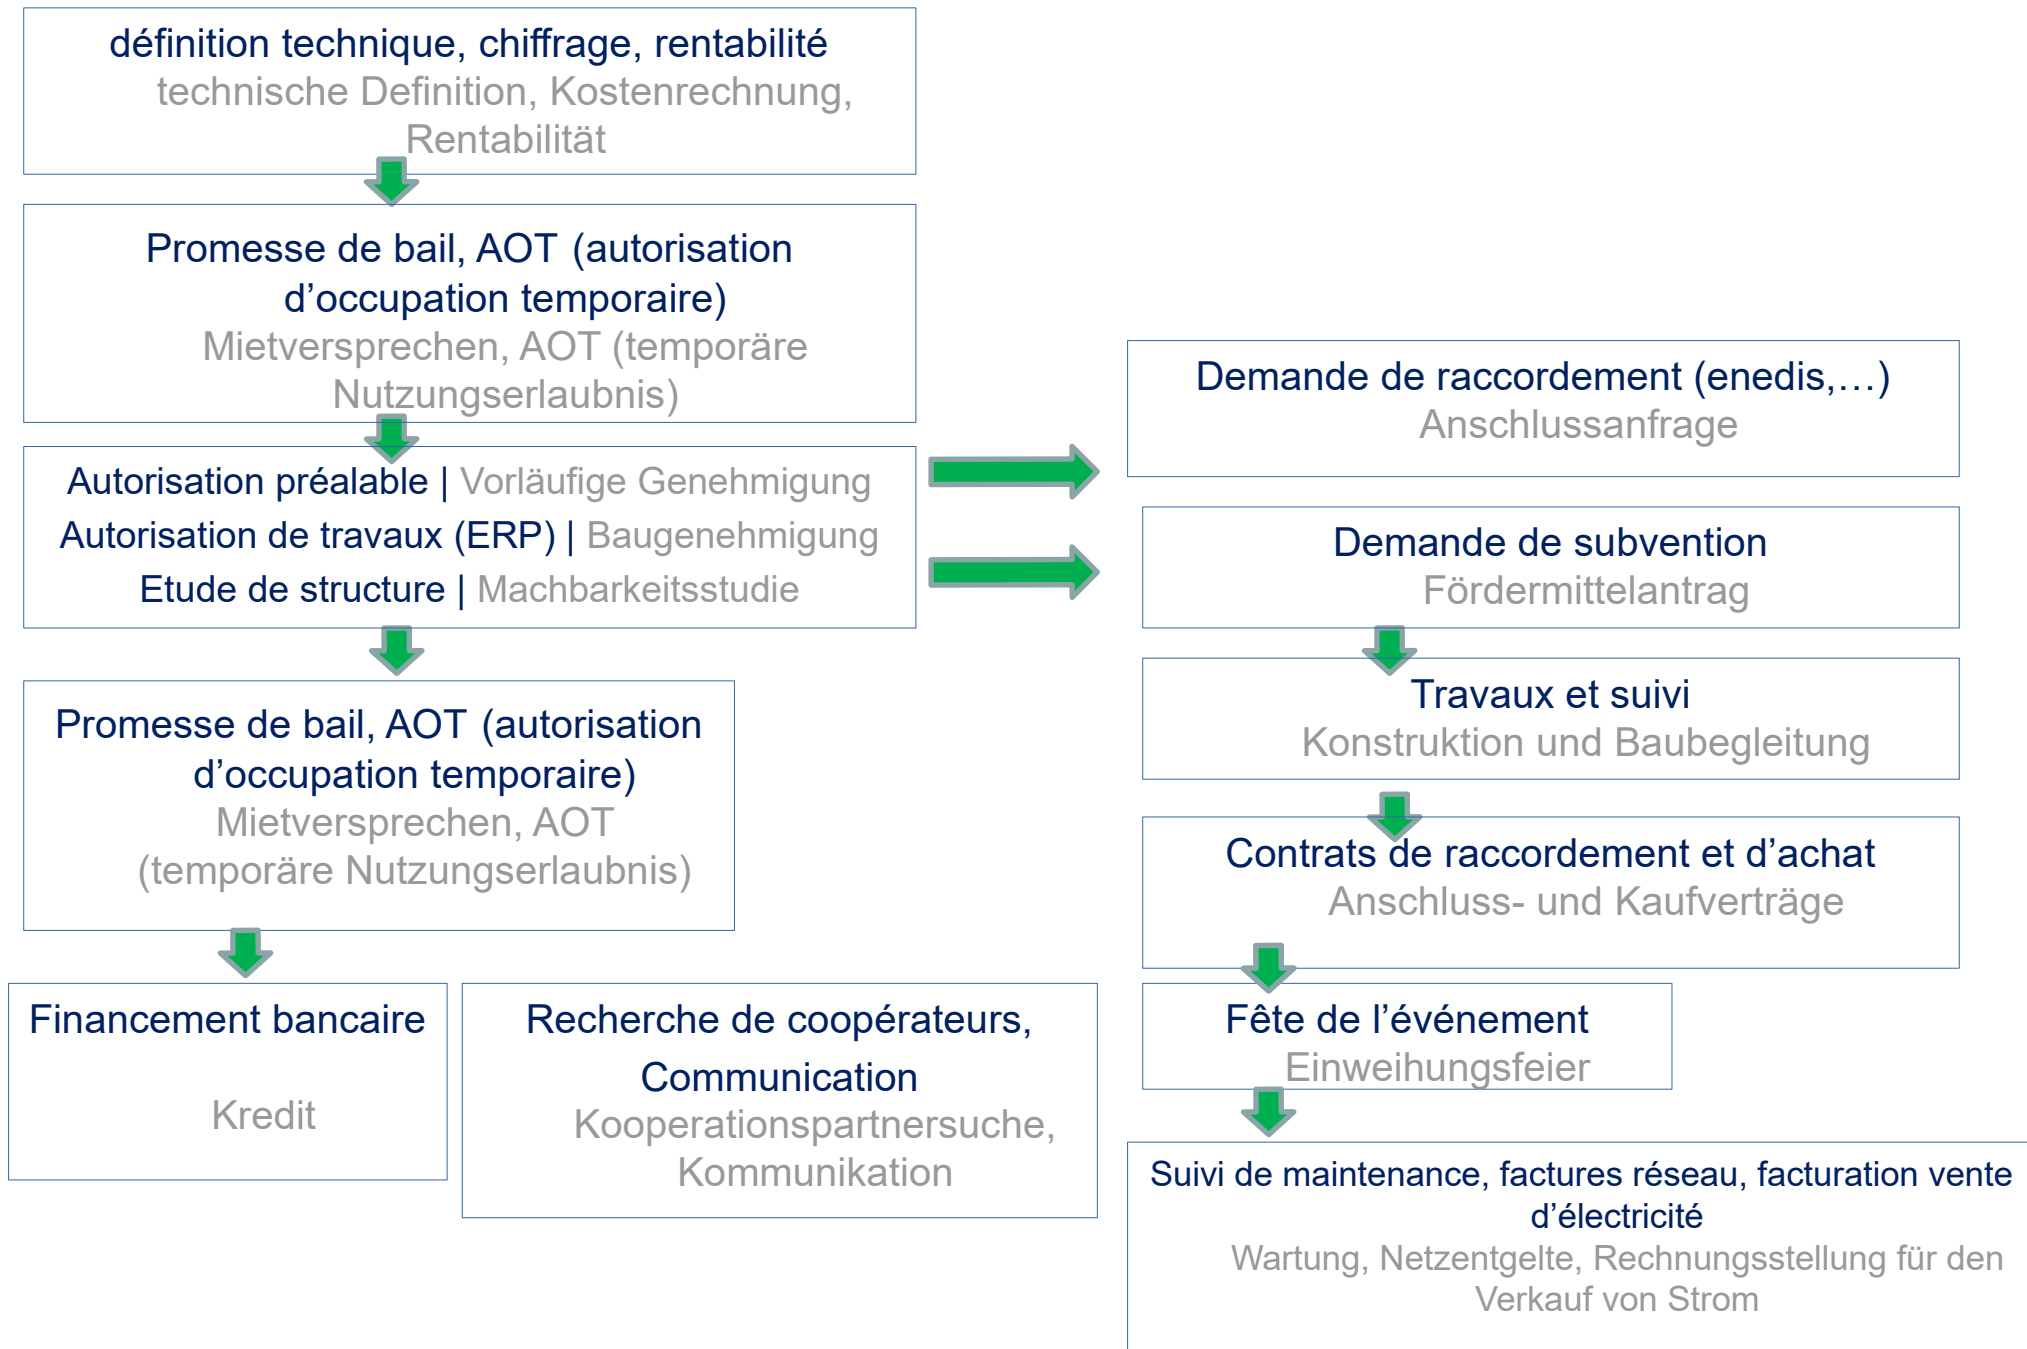 définition technique, chiffrage, rentabilité
technische Definition, Kostenrechnung,
Rentabilität
Promesse de bail, AOT (autorisation
d’occupation temporaire)
Mietversprechen, AOT (temporäre
Nutzungserlaubnis)
Autorisation préalable | Vorläufige Genehmigung
Autorisation de travaux (ERP) | Baugenehmigung
Etude de structure | Machbarkeitsstudie
Promesse de bail, AOT (autorisation
d’occupation temporaire)
Mietversprechen, AOT
(temporäre Nutzungserlaubnis)
Financement bancaire
Kredit
Recherche de coopérateurs,
Communication
Kooperationspartnersuche,
Kommunikation
Demande de raccordement (enedis,…)
Anschlussanfrage
Demande de subvention
Fördermittelantrag
Travaux et suivi
Konstruktion und Baubegleitung
Contrats de raccordement et d’achat
Anschluss- und Kaufverträge
Fête de l’événement
Einweihungsfeier
Suivi de maintenance, factures réseau, facturation vente
d’électricité
Wartung, Netzentgelte, Rechnungsstellung für den
Verkauf von Strom